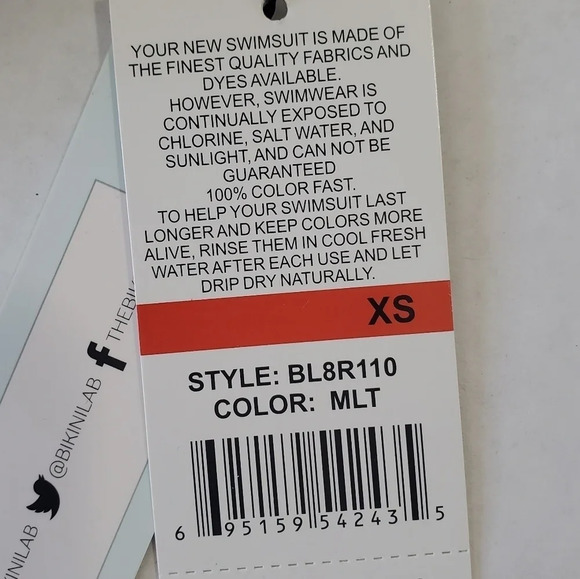 YOUR NEW SWIMSUIT IS MADE OF
THE FINEST QUALITY FABRICS AND
DYES AVAILABLE.
HOWEVER, SWIMWEAR IS
CONTINUALLY EXPOSED TO
CHLORINE, SALT WATER, AND
SUNLIGHT, AND CAN NOT BE
GUARANTEED
100% COLOR FAST.
TO HELP YOUR SWIMSUIT LAST
LONGER AND KEEP COLORS MORE
ALIVE, RINSE THEM IN COOL FRESH
WATER AFTER EACH USE AND LET
DRIP DRY NATURALLY.
XS
STYLE: BL8R110
COLOR: MLT
6 95159 54243 5
@BIKINILAB